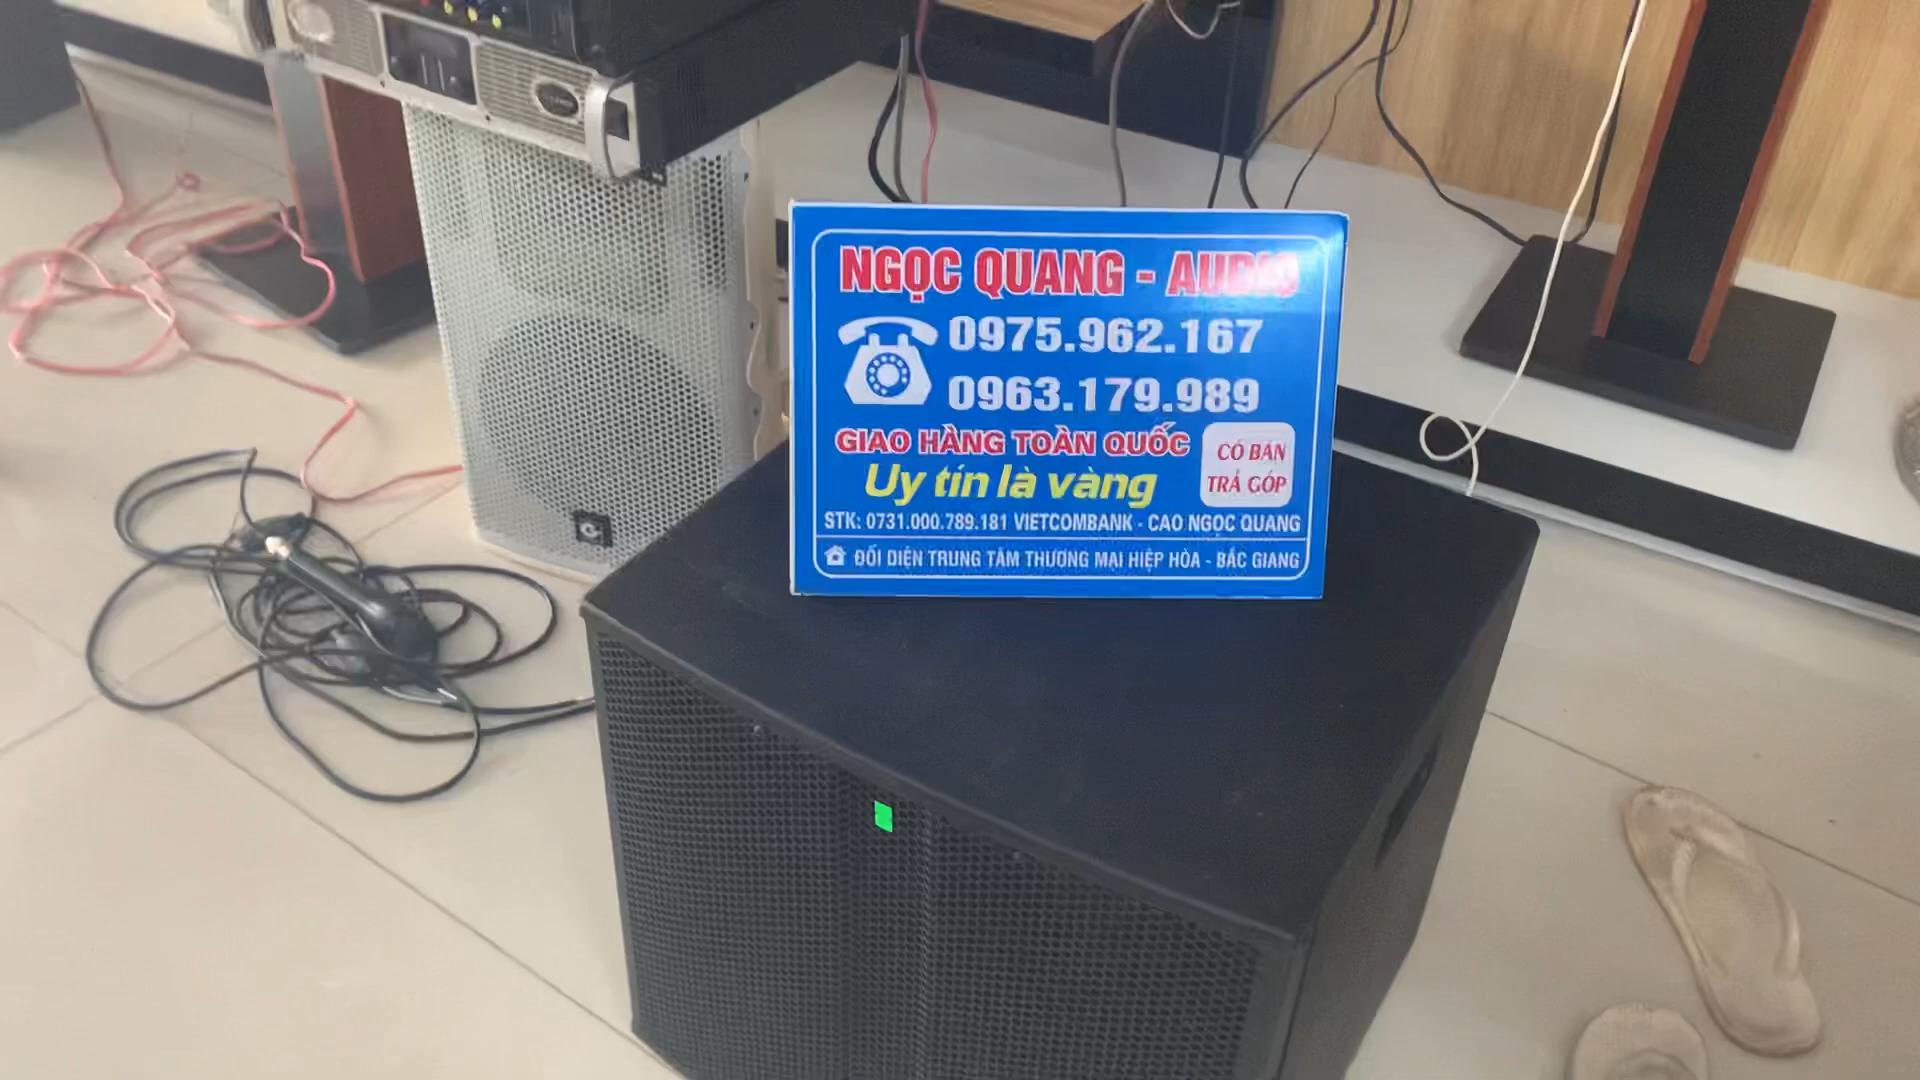 NGỌC QUANG - AUDIO
0975.962.167
0963.179.989
GIAO HÀNG TOÀN QUỐC
Uy tín là vàng
CÓ BÁN
TRẢ GÓP
STK: 0731.000.789.181 VIETCOMBANK - CAO NGỌC QUANG
ĐỐI DIỆN TRUNG TÂM THƯƠNG MẠI HIỆP HÒA - BẮC GIANG